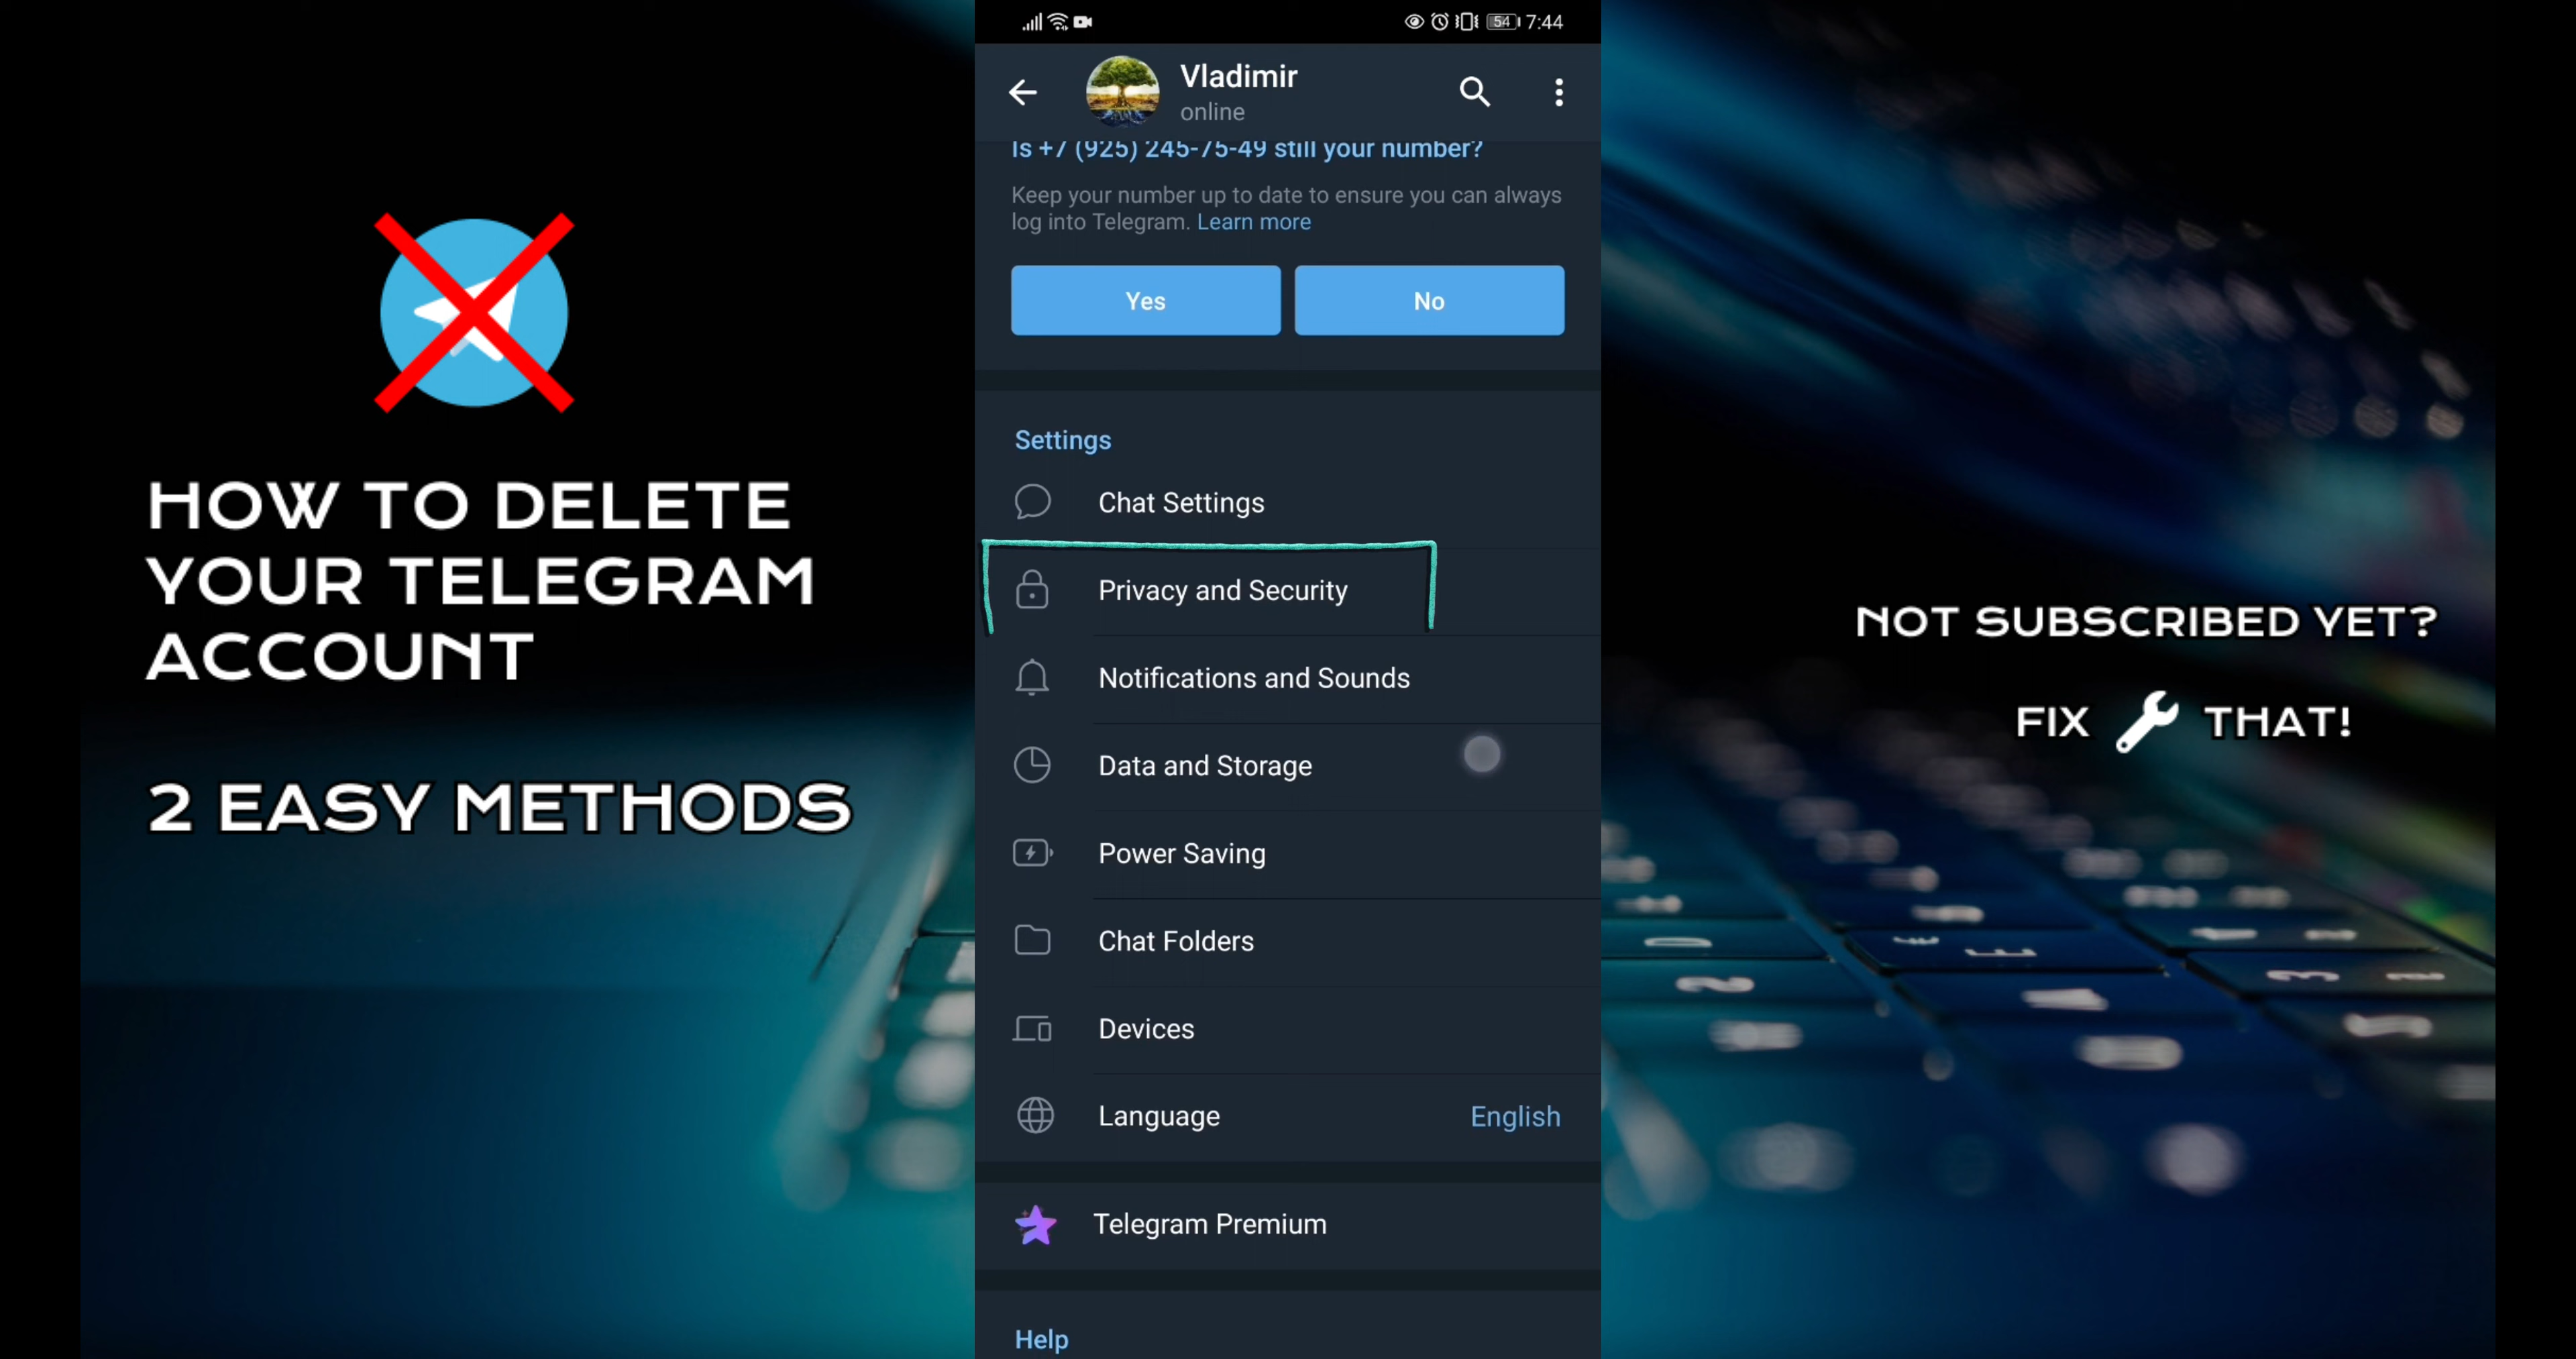 HOW TO DELETE
YOUR TELEGRAM
ACCOUNT
2 EASY METHODS
54 7:44
Vladimir
online
Is +7 (925) 245-75-49 still your number?
Keep your number up to date to ensure you can always
log into Telegram. Learn more
Yes No
Settings
Chat Settings
Privacy and Security
Notifications and Sounds
Data and Storage
Power Saving
Chat Folders
Devices
Language English
Telegram Premium
Help
NOT SUBSCRIBED YET?
FIX THAT!